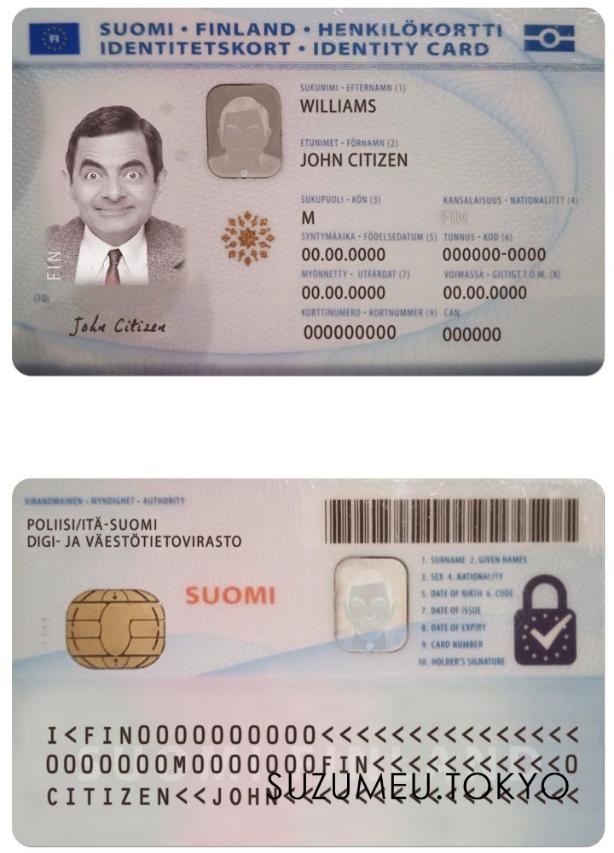 SUOMI • FINLAND • HENKILÖKORTTI
IDENTITETSKORT • IDENTITY CARD
SUKUNIMI • EFTERNAMN (1)
WILLIAMS
ETUNIMET • FÖRNAMN (2)
JOHN CITIZEN
SUKUPUOLI • KÖN (3) KANSALAISUUS • NATIONALITET (4)
M FIN
SYNTYMÄAIKA • FÖDELSEDATUM (5) TUNNUS • KOD (6)
00.00.0000 000000-0000
MYÖNNETTY • UTFÄRDAT (7) VOIMASSA • GILTIGT T.O.M. (8)
00.00.0000 00.00.0000
KORTTINUMERO • KORTNUMMER (9) CAN
000000000 000000
FIN
(10)
John Citizen
VIRANOMAINEN • MYNDIGHET • AUTHORITY
POLIISI/ITÄ-SUOMI
DIGI- JA VÄESTÖTIETOVIRASTO
SUOMI
1. SURNAME 2. GIVEN NAMES
3. SEX 4. NATIONALITY
5. DATE OF BIRTH 6. CODE
7. DATE OF ISSUE
8. DATE OF EXPIRY
9. CARD NUMBER
10. HOLDER'S SIGNATURE
SUOMI FINLAND
I<FIN0000000000<<<<<<<<<<<<<<<
0000000M0000000FIN<<<<<<<<<<<0
CITIZEN<<JOHN<<<<<<<<<<<<<<<<<
SUZUMEU.TOKYO